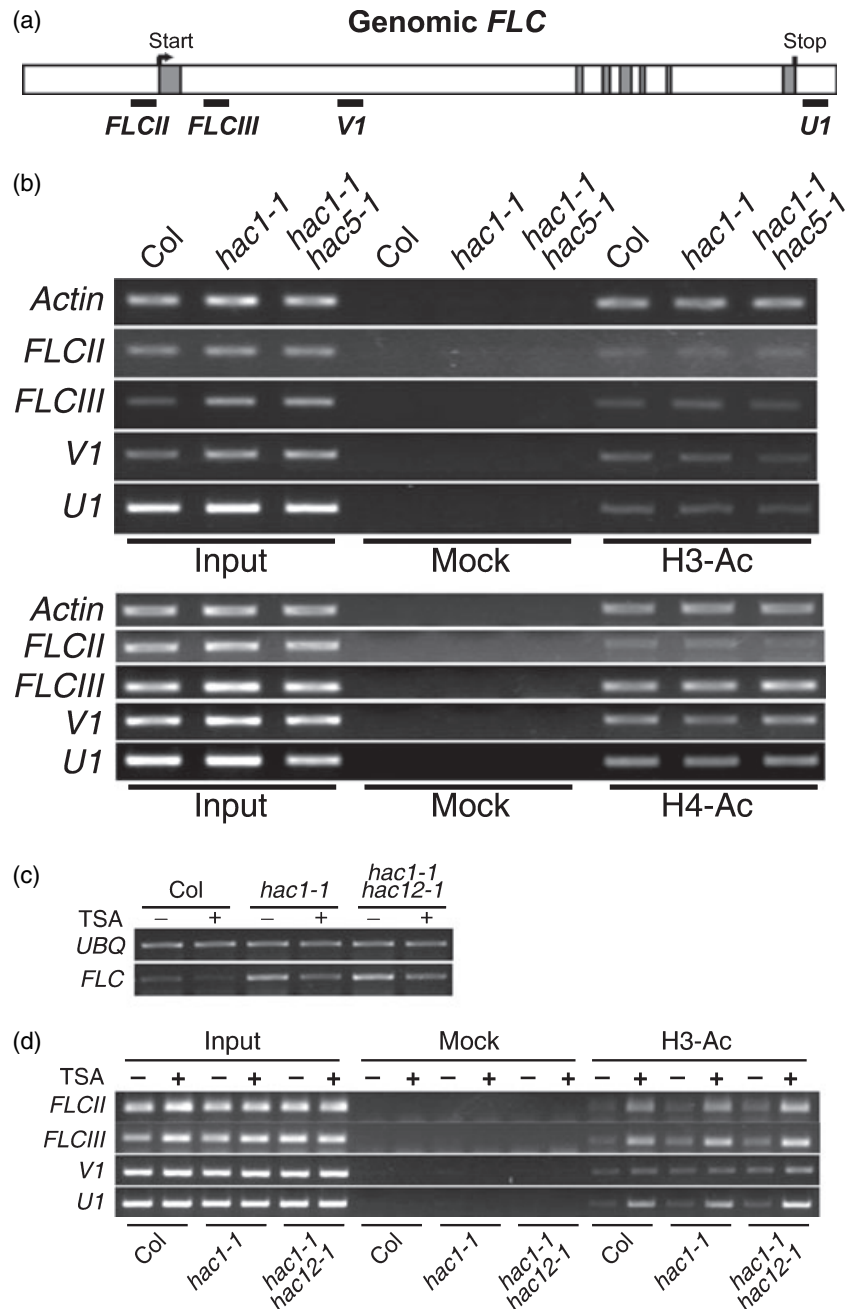 (a)
Genomic FLC
Start
Stop
FLCII
FLCIII
V1
U1
(b)
Col
hac1-1
hac1-1
hac5-1
Col
hac1-1
hac1-1
hac5-1
Col
hac1-1
hac1-1
hac5-1
Actin
FLCII
FLCIII
V1
U1
Input
Mock
H3-Ac
Actin
FLCII
FLCIII
V1
U1
Input
Mock
H4-Ac
(c)
Col
hac1-1
hac1-1
hac12-1
TSA – + – + – +
UBQ
FLC
(d)
Input
Mock
H3-Ac
TSA – + – + – + – + – + – + – + – + – +
FLCII
FLCIII
V1
U1
Col
hac1-1
hac1-1
hac12-1
Col
hac1-1
hac1-1
hac12-1
Col
hac1-1
hac1-1
hac12-1